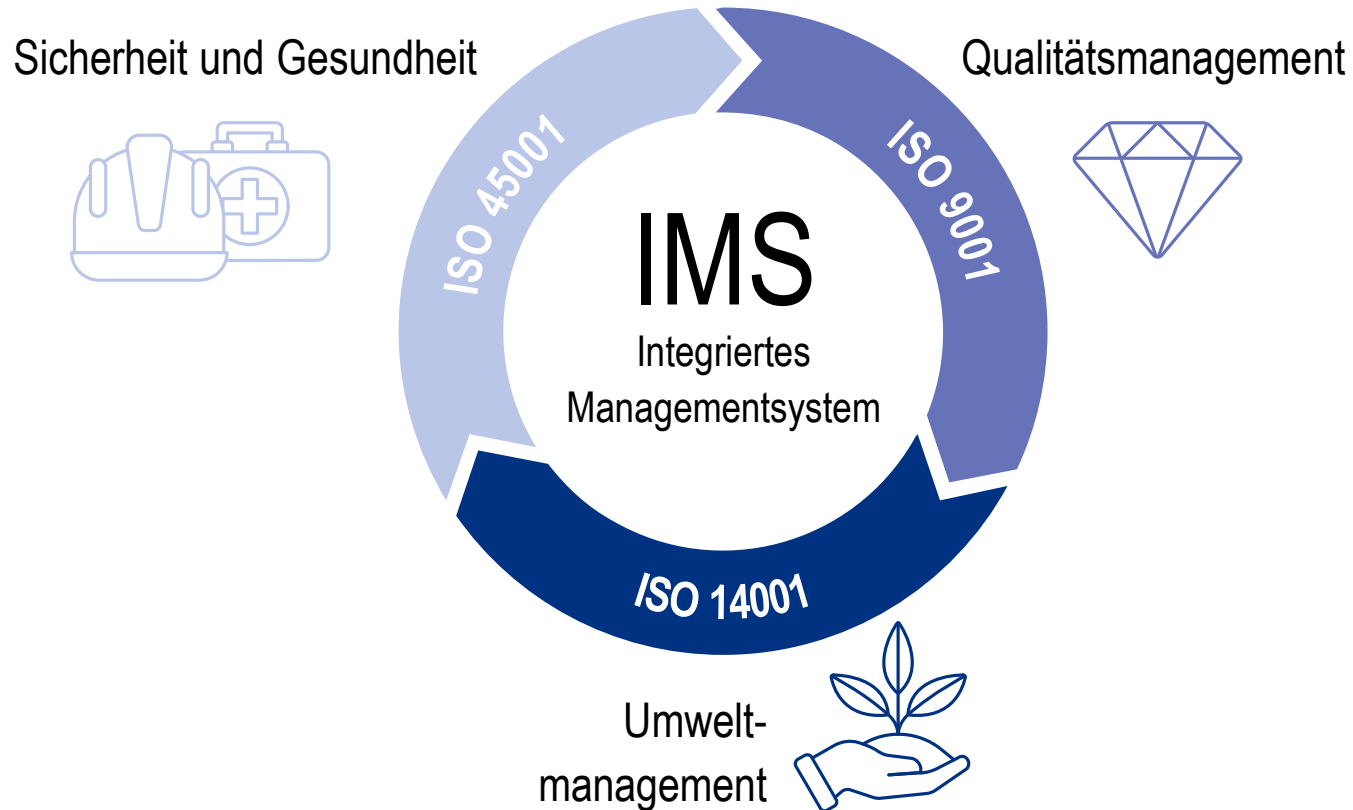 Sicherheit und Gesundheit
Qualitätsmanagement
ISO 45001
ISO 9001
IMS
Integriertes
Managementsystem
ISO 14001
Umwelt-
management